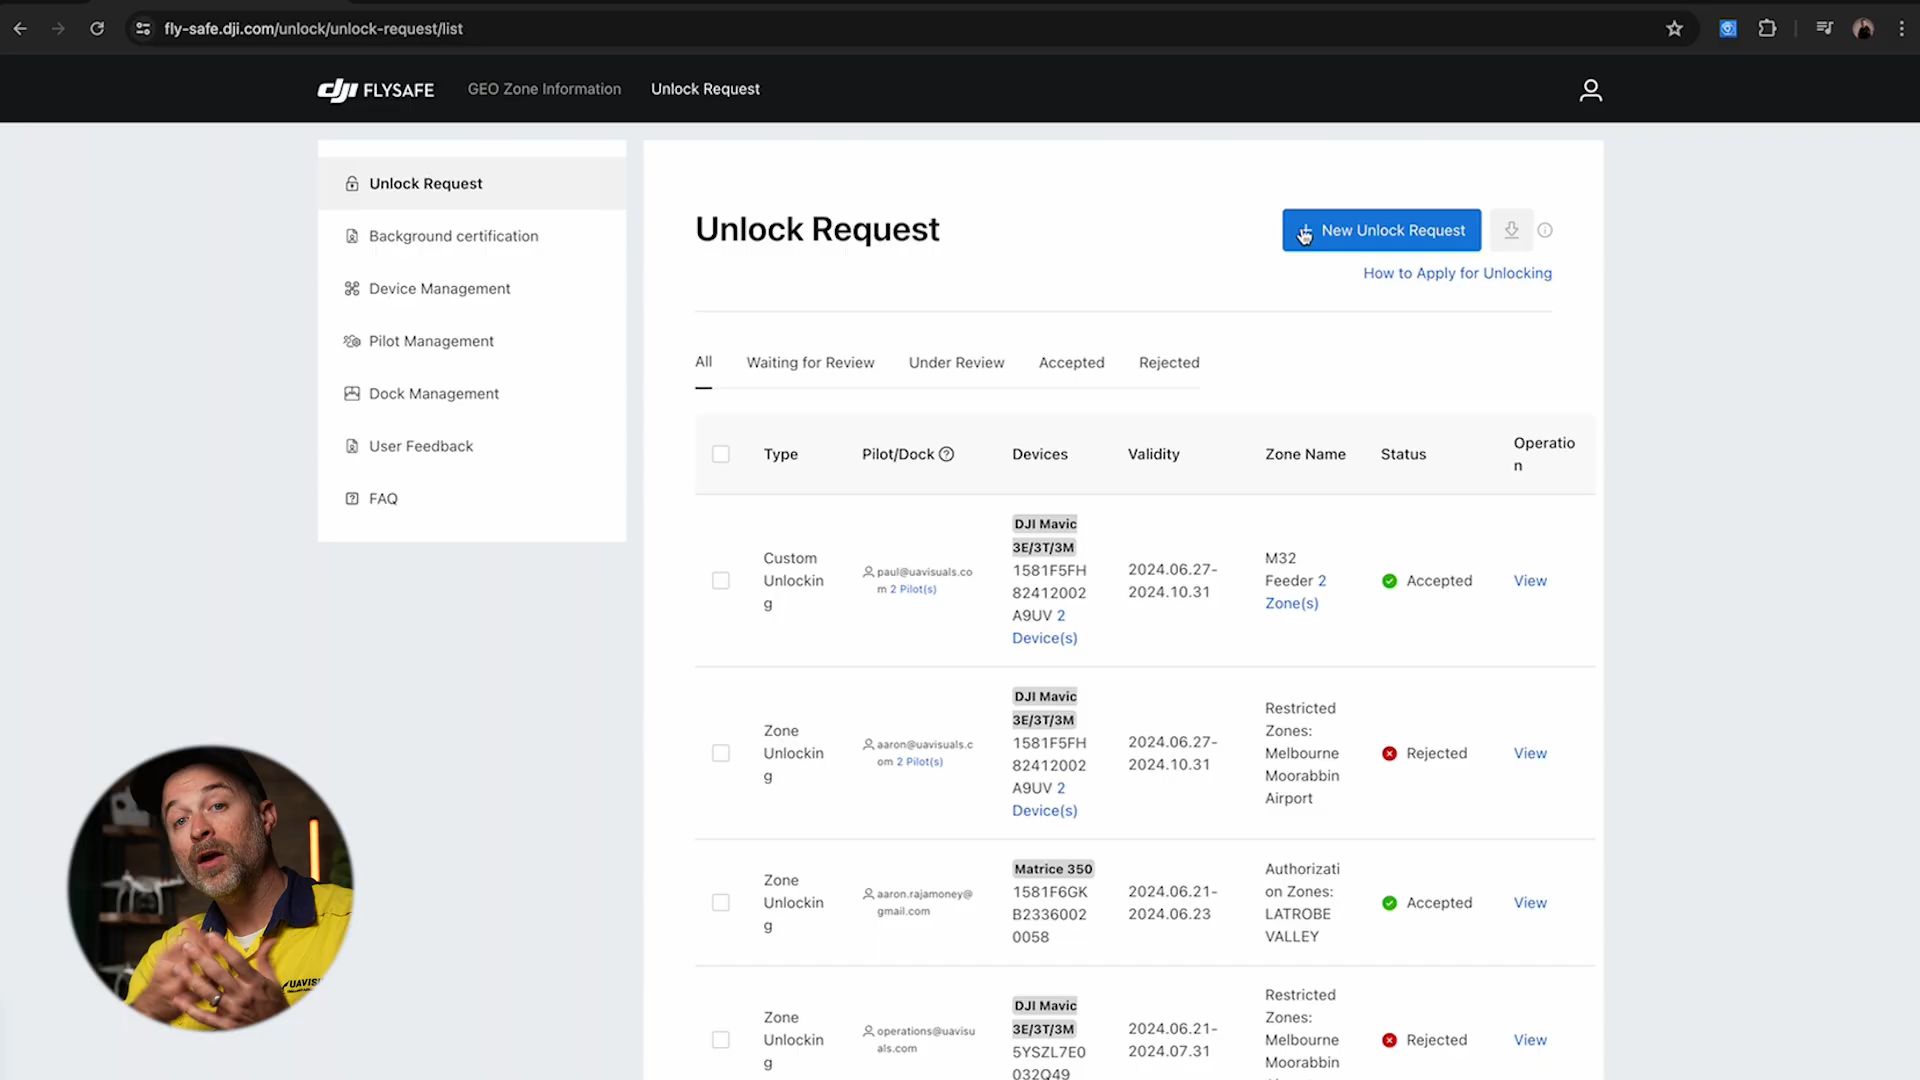 fly-safe.dji.com/unlock/unlock-request/list
dji FLYSAFE
GEO Zone Information
Unlock Request
Unlock Request
Background certification
Device Management
Pilot Management
Dock Management
User Feedback
FAQ
Unlock Request
New Unlock Request
How to Apply for Unlocking
All
Waiting for Review
Under Review
Accepted
Rejected
Type
Pilot/Dock
Devices
Validity
Zone Name
Status
Operatio
n
Custom
Unlockin
g
paul@uavisuals.co
m 2 Pilot(s)
DJI Mavic
3E/3T/3M
1581F5FH
82412002
A9UV 2
Device(s)
2024.06.27-
2024.10.31
M32
Feeder 2
Zone(s)
Accepted
View
Zone
Unlockin
g
aaron@uavisuals.c
om 2 Pilot(s)
DJI Mavic
3E/3T/3M
1581F5FH
82412002
A9UV 2
Device(s)
2024.06.27-
2024.10.31
Restricted
Zones:
Melbourne
Moorabbin
Airport
Rejected
View
Zone
Unlockin
g
aaron.rajamoney@
gmail.com
Matrice 350
1581F6GK
B2336002
0058
2024.06.21-
2024.06.23
Authorizati
on Zones:
LATROBE
VALLEY
Accepted
View
Zone
Unlockin
g
operations@uavisu
als.com
DJI Mavic
3E/3T/3M
5YSZL7E0
032Q49
2024.06.21-
2024.07.31
Restricted
Zones:
Melbourne
Moorabbin
Rejected
View
UAVISU